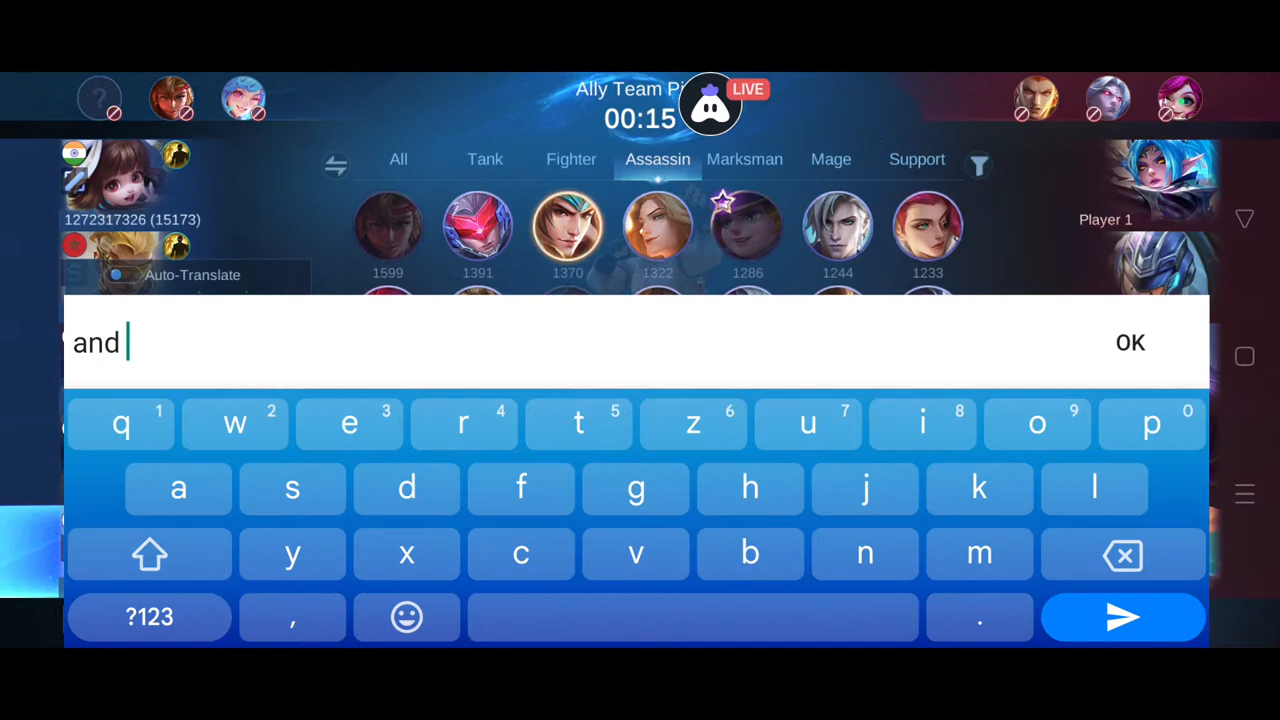 Ally Team Pi
LIVE
00:15
All Tank Fighter Assassin Marksman Mage Support
1272317326 (15173)
Player 1
1599 1391 1370 1322 1286 1244 1233
Auto-Translate
and
OK
q 1 w 2 e 3 r 4 t 5 z 6 u 7 i 8 o 9 p 0
a s d f g h j k l
y x c v b n m
?123 , .